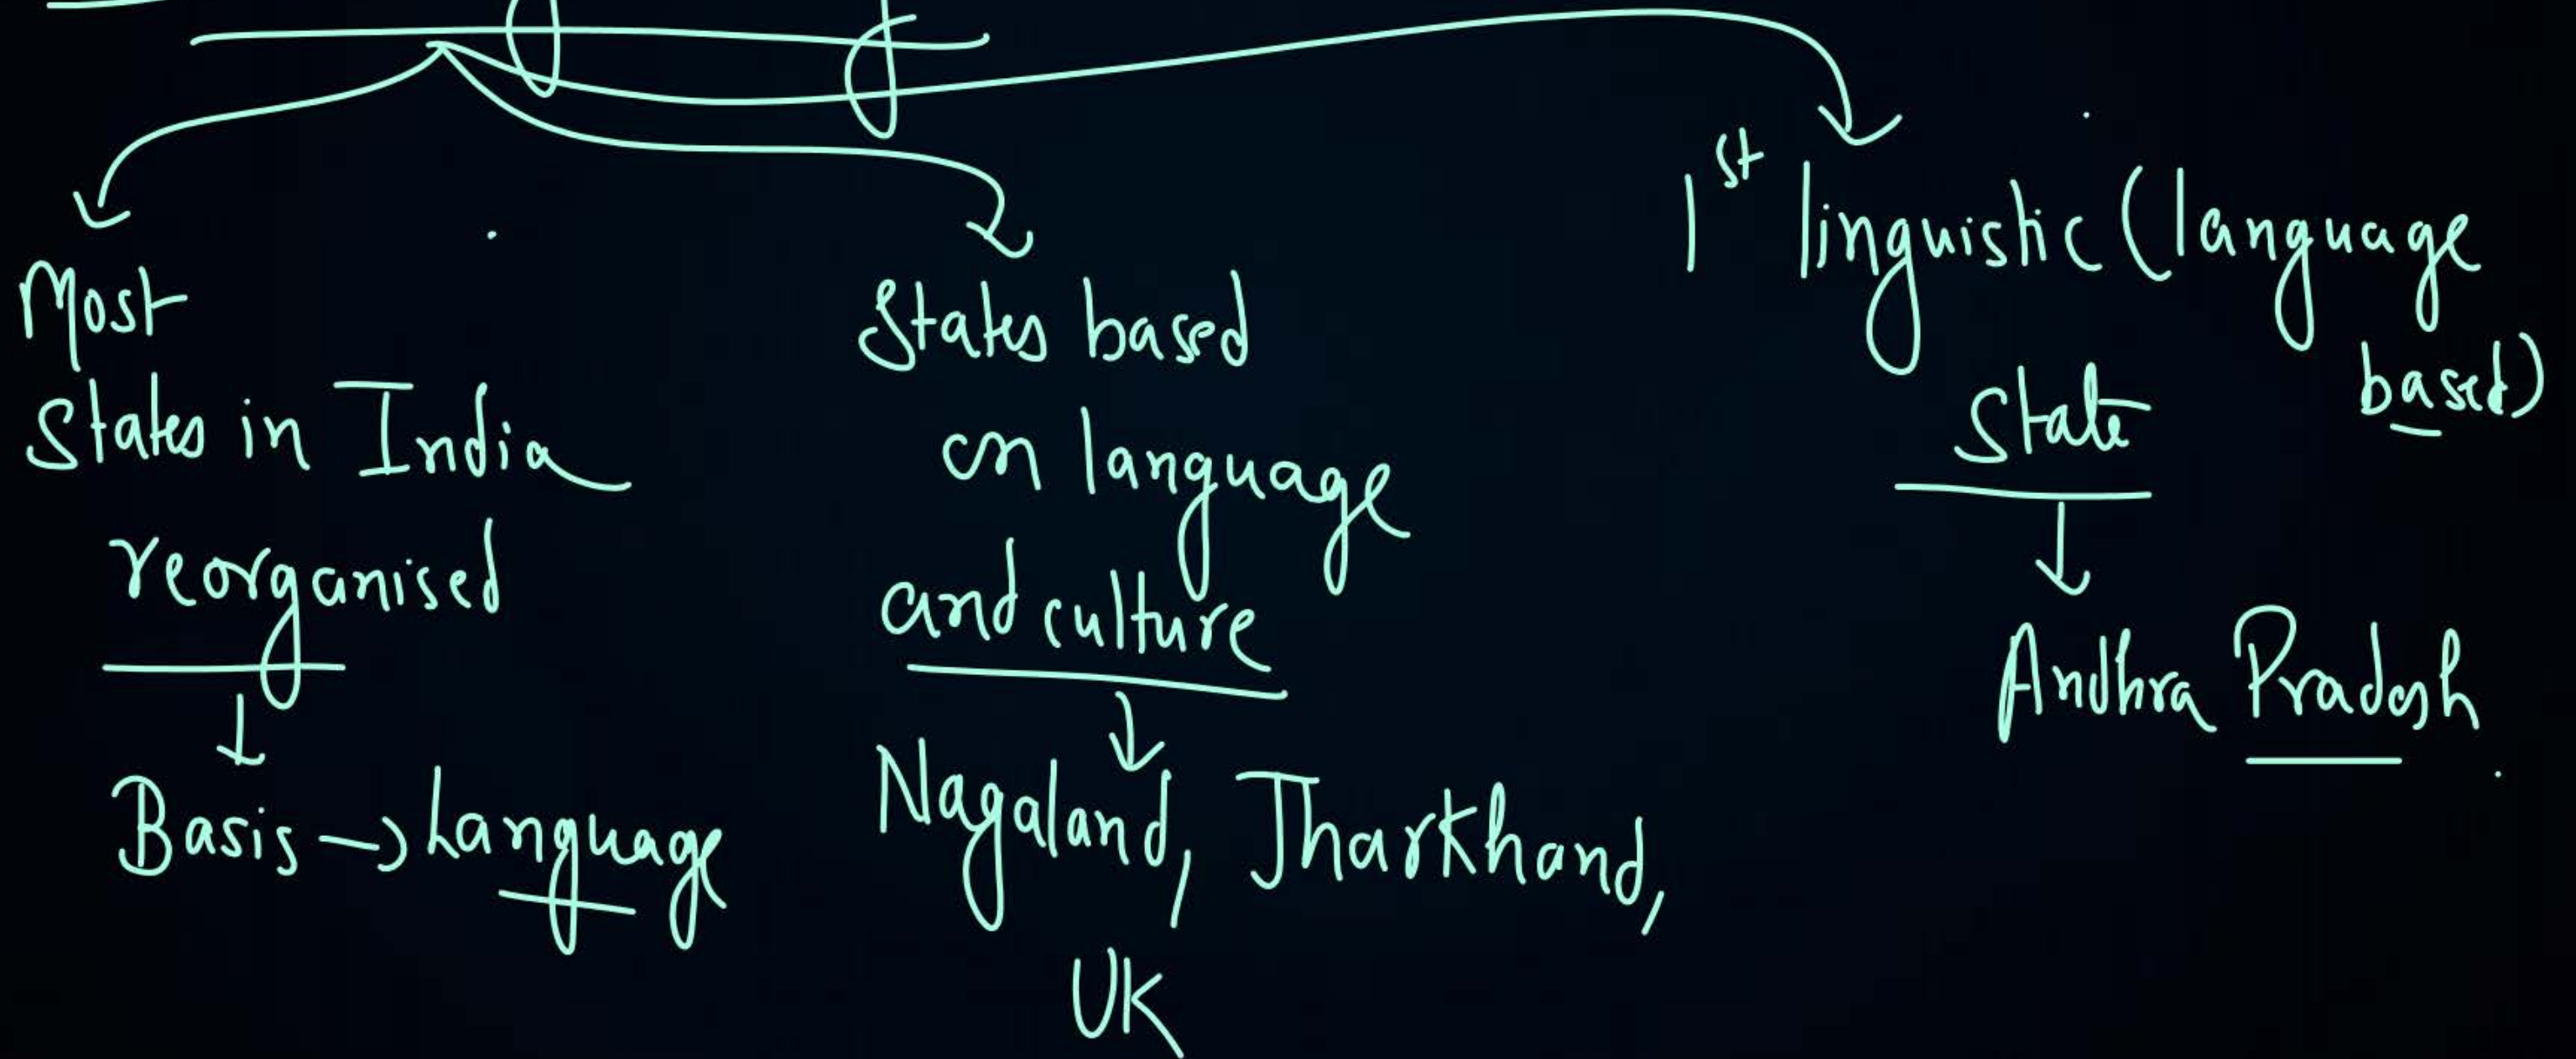 Most
States in India
reorganised
↓
Basis → Language
States based
on language
and culture
↓
Nagaland, Jharkhand,
UK
1st linguistic (language
based)
State
↓
Andhra Pradesh